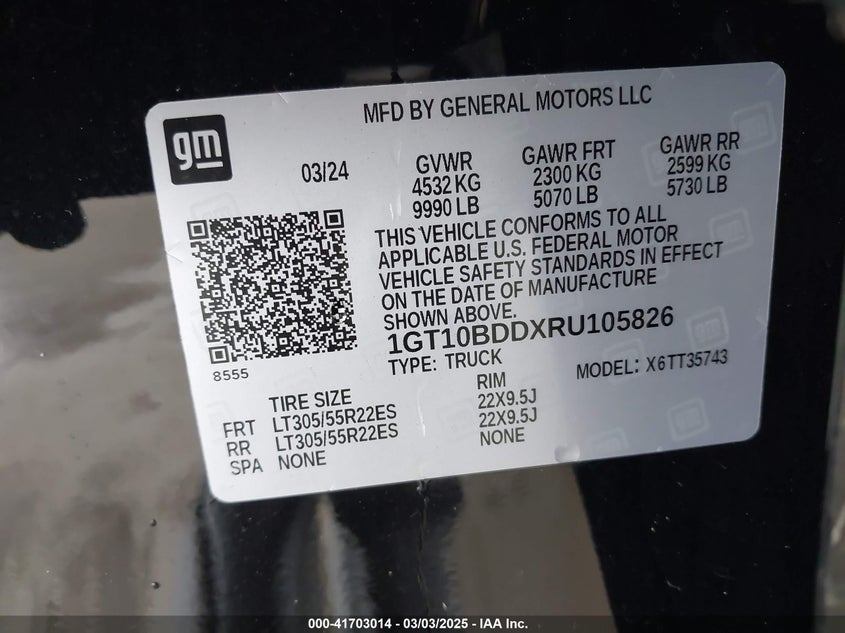 MFD BY GENERAL MOTORS LLC
gm
03/24
GVWR
4532 KG
9990 LB
GAWR FRT
2300 KG
5070 LB
GAWR RR
2599 KG
5730 LB
THIS VEHICLE CONFORMS TO ALL
APPLICABLE U.S. FEDERAL MOTOR
VEHICLE SAFETY STANDARDS IN EFFECT
ON THE DATE OF MANUFACTURE
SHOWN ABOVE.
1GT10BDDXRU105826
TYPE: TRUCK
MODEL: X6TT35743
8555
TIRE SIZE RIM
FRT LT305/55R22ES 22X9.5J
RR LT305/55R22ES 22X9.5J
SPA NONE NONE
000-41703014 — 03/03/2025 — IAA Inc.